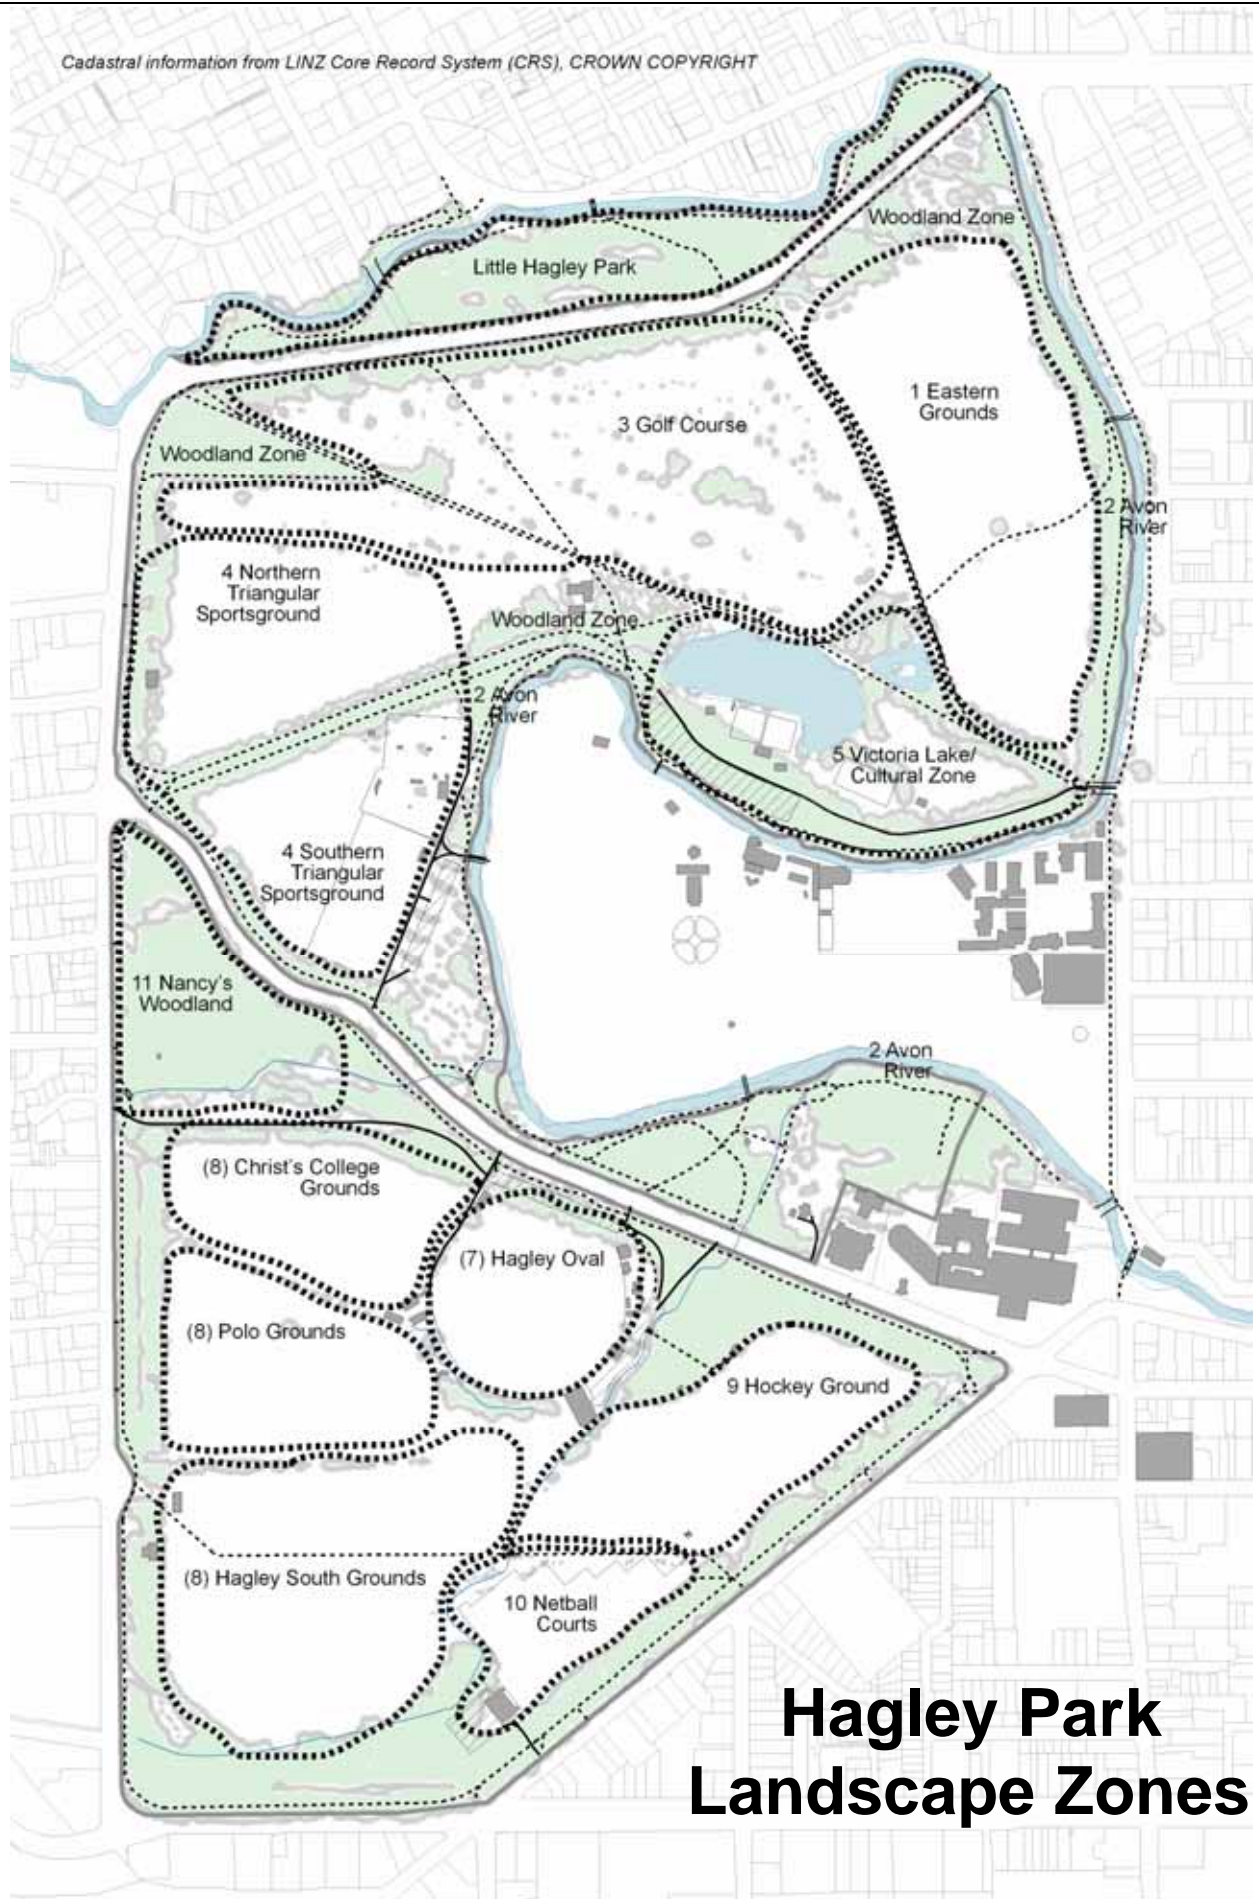 Cadastral information from LINZ Core Record System (CRS), CROWN COPYRIGHT
Woodland Zone
Little Hagley Park
1 Eastern
Grounds
3 Golf Course
Woodland Zone
2 Avon
River
4 Northern
Triangular
Sportsground
Woodland Zone
2 Avon
River
5 Victoria Lake/
Cultural Zone
4 Southern
Triangular
Sportsground
11 Nancy's
Woodland
2 Avon
River
(8) Christ's College
Grounds
(7) Hagley Oval
(8) Polo Grounds
9 Hockey Ground
(8) Hagley South Grounds
10 Netball
Courts
Hagley Park
Landscape Zones